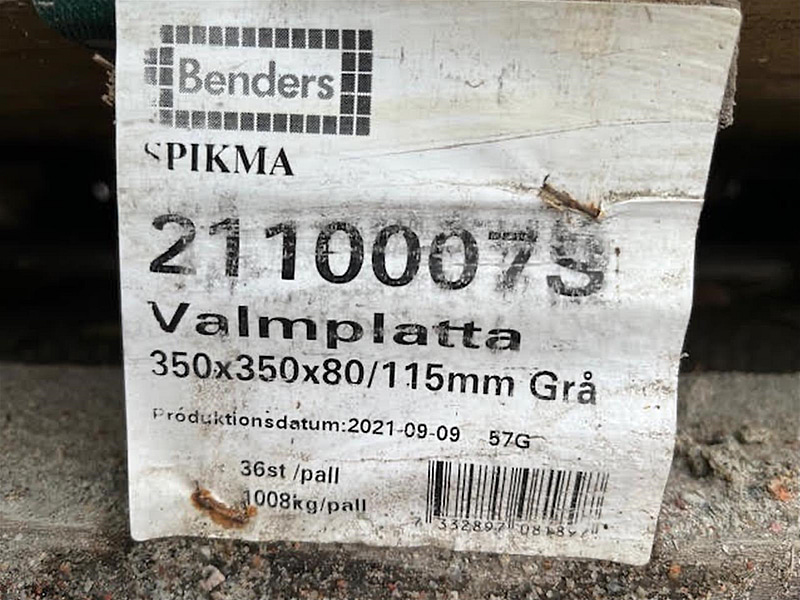 Benders
SPIKMA
2110007S
Valmplatta
350x350x80/115mm Grå
Produktionsdatum:2021-09-09 57G
36st /pall
1008kg/pall